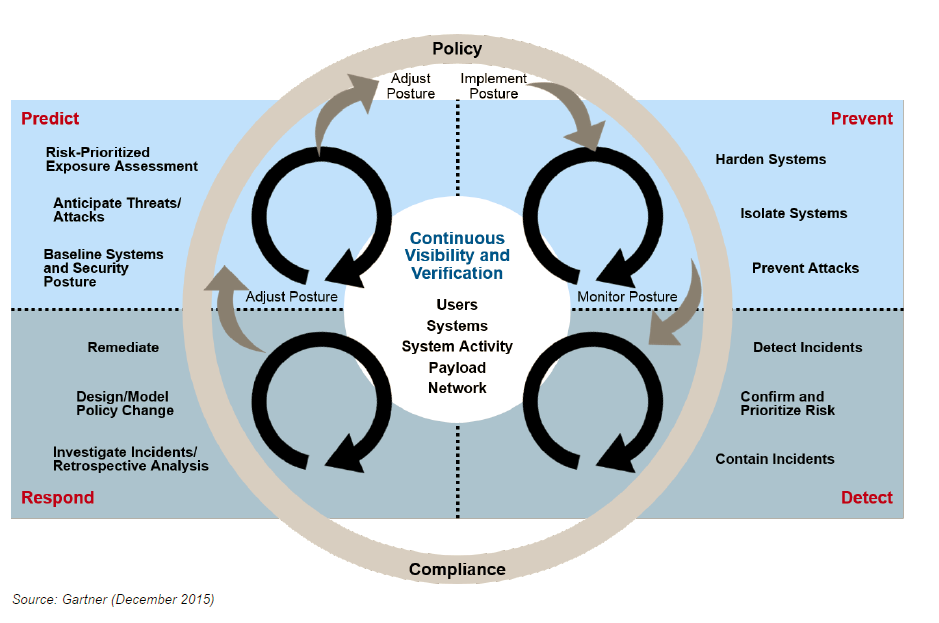 Policy
Adjust
Posture
Implement
Posture
Predict
Prevent
Risk-Prioritized
Exposure Assessment
Anticipate Threats/
Attacks
Baseline Systems
and Security
Posture
Harden Systems
Isolate Systems
Prevent Attacks
Continuous
Visibility and
Verification
Users
Systems
System Activity
Payload
Network
Adjust Posture
Monitor Posture
Remediate
Design/Model
Policy Change
Investigate Incidents/
Retrospective Analysis
Respond
Detect Incidents
Confirm and
Prioritize Risk
Contain Incidents
Detect
Compliance
Source: Gartner (December 2015)